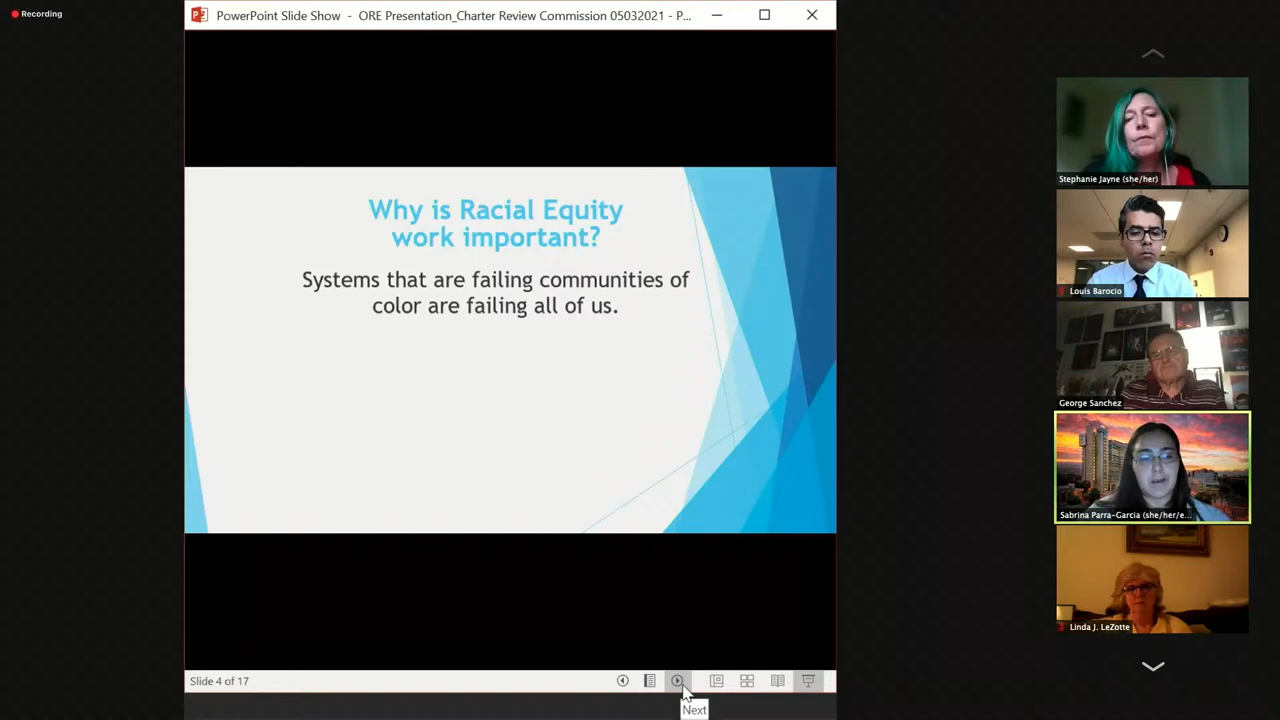 Recording
PowerPoint Slide Show - ORE Presentation_Charter Review Commission 05032021 - P...
Why is Racial Equity
work important?
Systems that are failing communities of
color are failing all of us.
Slide 4 of 17
Next
Stephanie Jayne (she/her)
Louis Barocio
George Sanchez
Sabrina Parra-Garcia (she/her/e...
Linda J. LeZotte